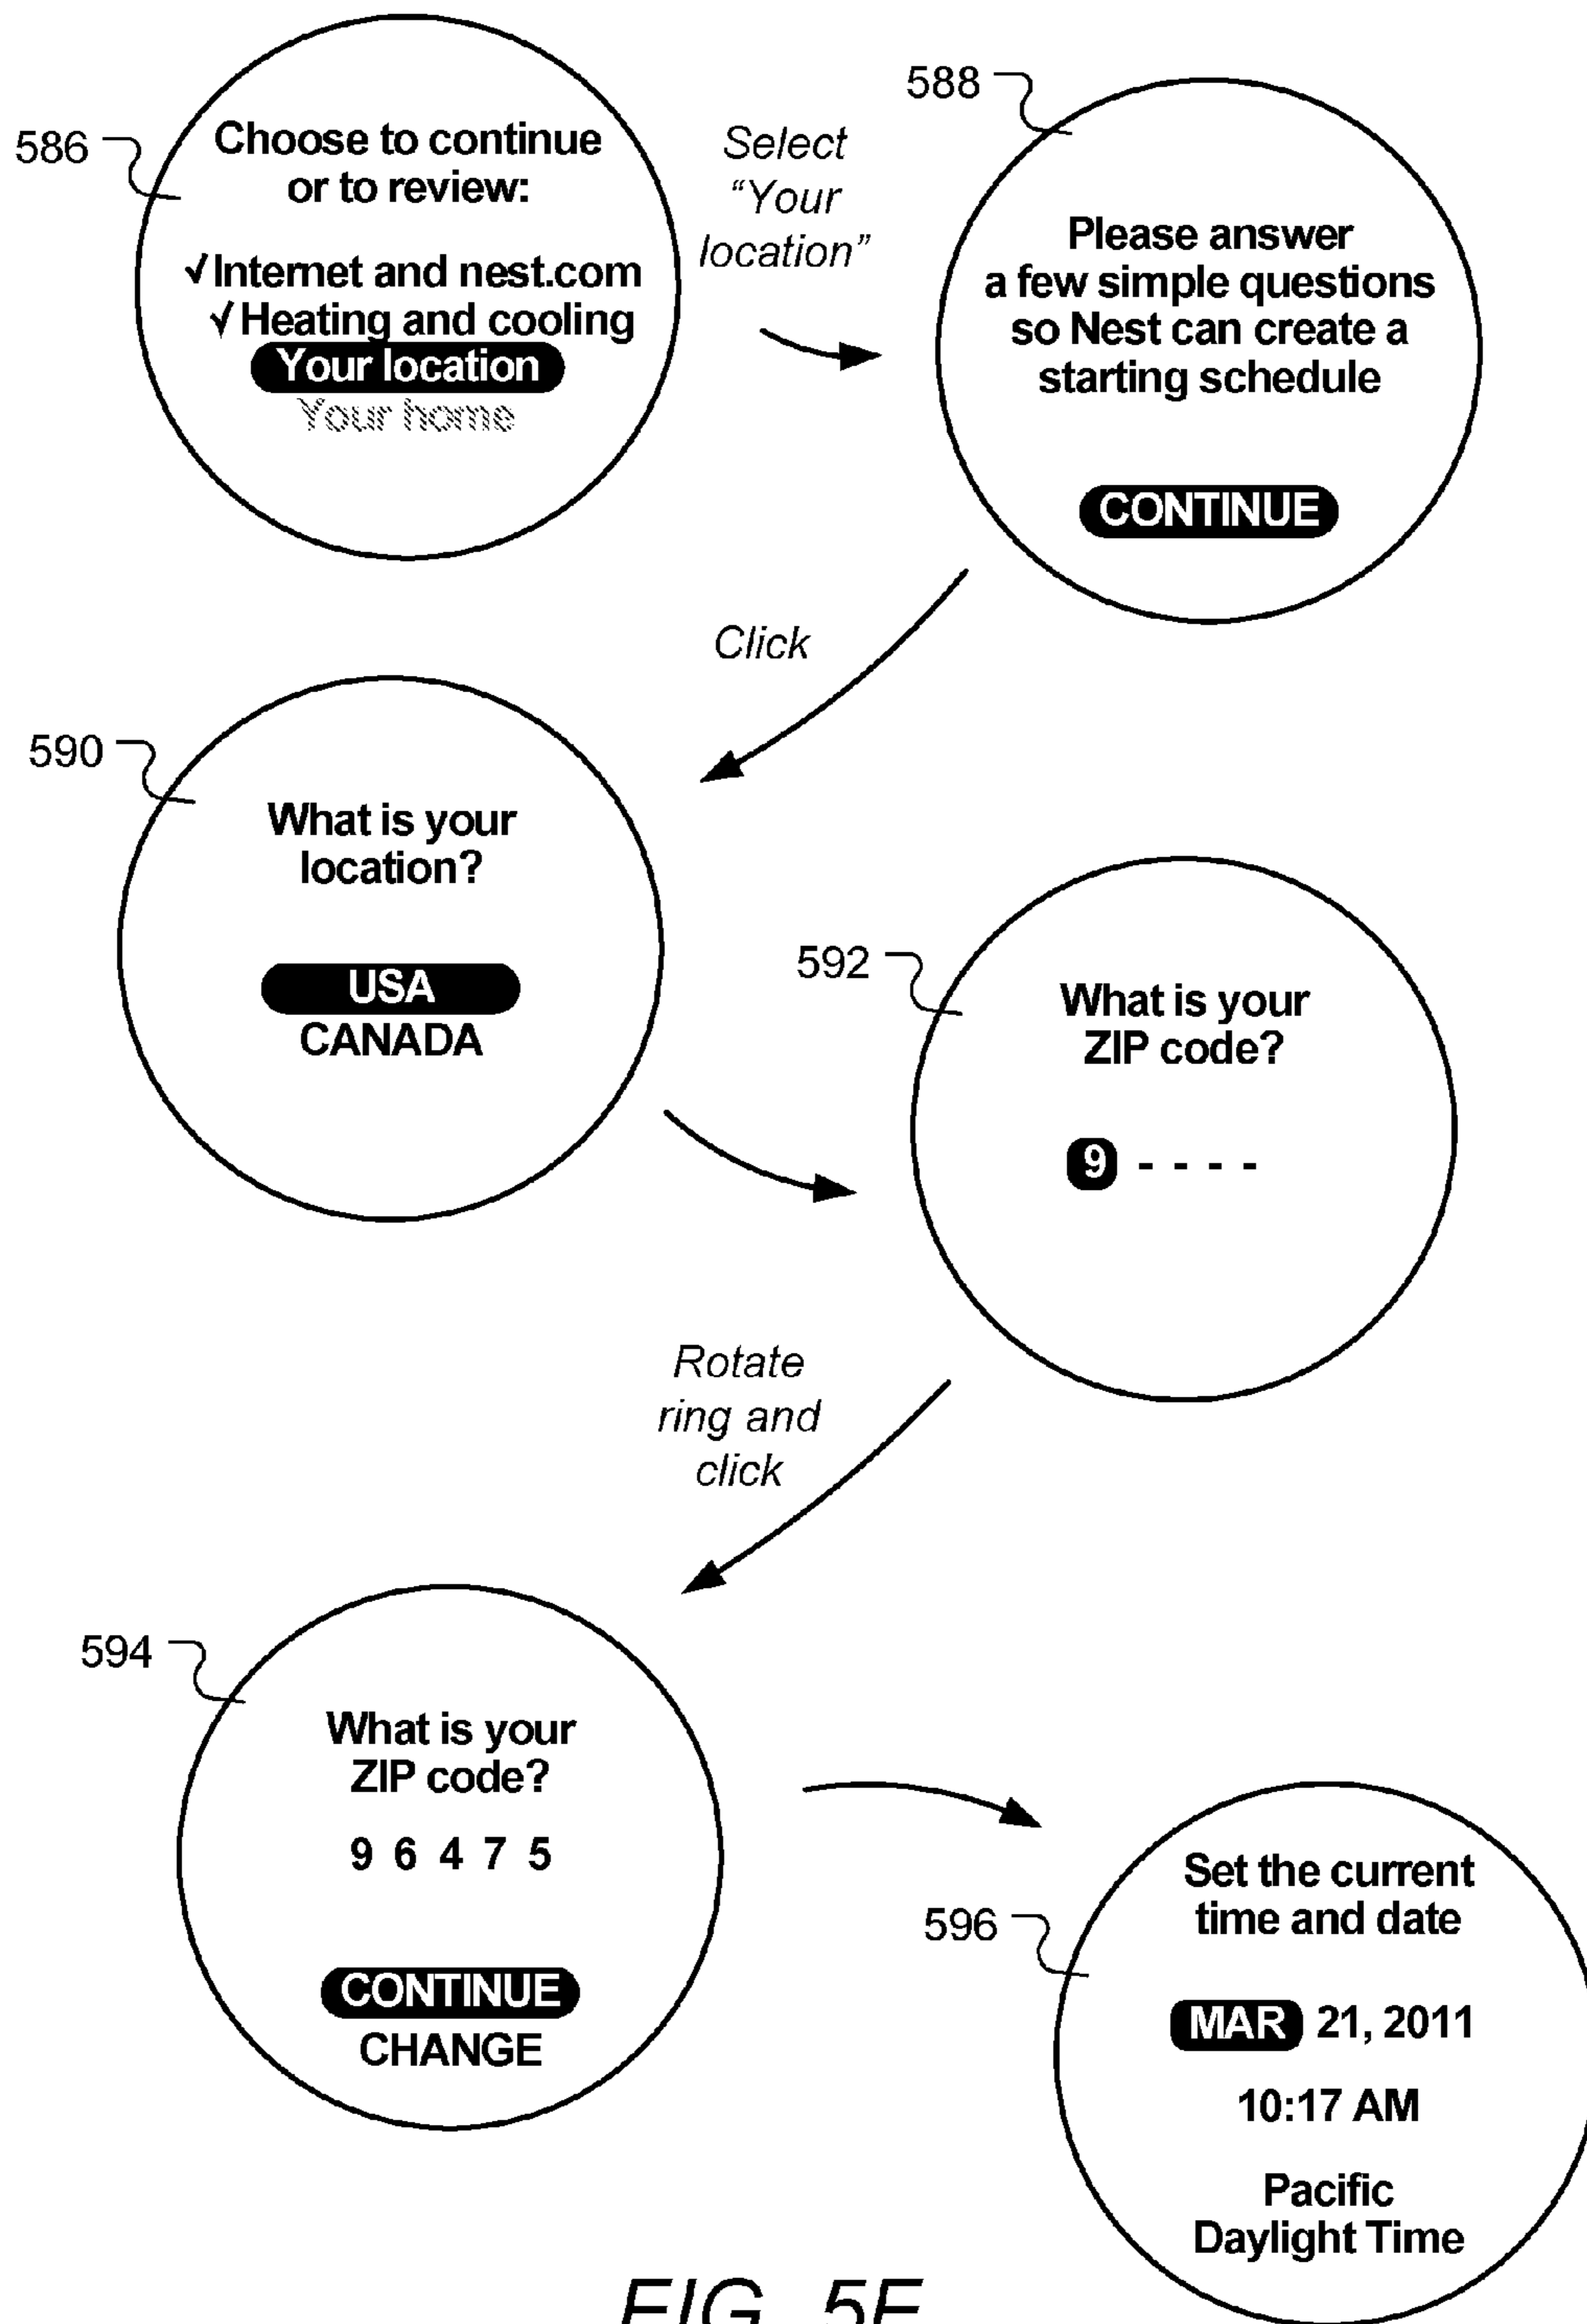 586
Choose to continue
or to review:
√Internet and nest.com
√Heating and cooling
Your location
Your home
Select
“Your
location”
588
Please answer
a few simple questions
so Nest can create a
starting schedule
CONTINUE
Click
590
What is your
location?
USA
CANADA
592
What is your
ZIP code?
9 - - - -
Rotate
ring and
click
594
What is your
ZIP code?
9 6 4 7 5
CONTINUE
CHANGE
596
Set the current
time and date
MAR 21, 2011
10:17 AM
Pacific
Daylight Time
FIG. 5E